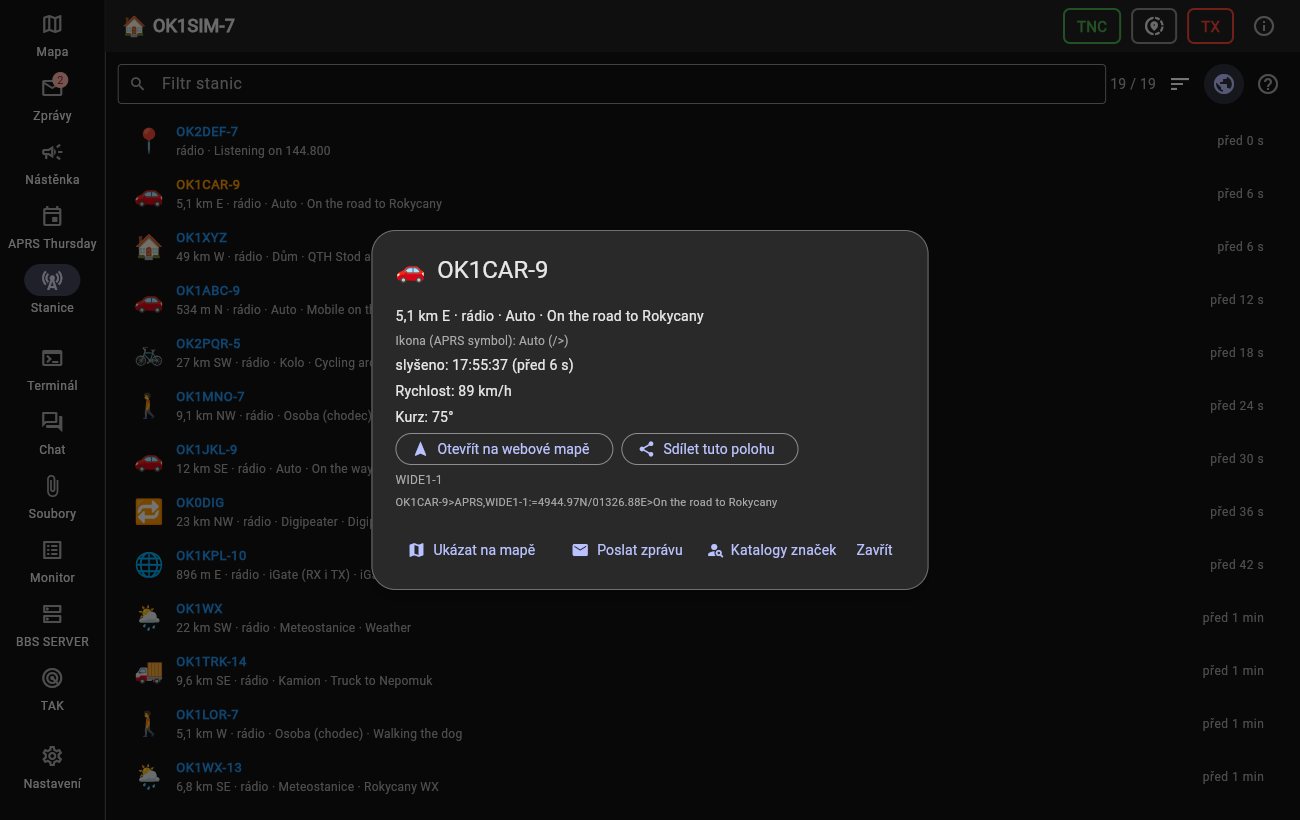 OK1SIM-7
TNC
TX
Mapa
2
Zprávy
Nástěnka
APRS Thursday
Stanice
Terminál
Chat
Soubory
Monitor
BBS SERVER
TAK
Nastavení
Filtr stanic
19 / 19
OK2DEF-7
rádio · Listening on 144.800
před 0 s
OK1CAR-9
5,1 km E · rádio · Auto · On the road to Rokycany
před 6 s
OK1XYZ
49 km W · rádio · Dům · QTH Stod a
před 6 s
OK1ABC-9
534 m N · rádio · Auto · Mobile on t
před 12 s
OK2PQR-5
27 km SW · rádio · Kolo · Cycling aro
před 18 s
OK1MNO-7
9,1 km NW · rádio · Osoba (chodec)
před 24 s
OK1JKL-9
12 km SE · rádio · Auto · On the way
před 30 s
OK0DIG
23 km NW · rádio · Digipeater · Digi
před 36 s
OK1KPL-10
896 m E · rádio · iGate (RX i TX) · iG
před 42 s
OK1WX
22 km SW · rádio · Meteostanice · Weather
před 1 min
OK1TRK-14
9,6 km SE · rádio · Kamion · Truck to Nepomuk
před 1 min
OK1LOR-7
5,1 km W · rádio · Osoba (chodec) · Walking the dog
před 1 min
OK1WX-13
6,8 km SE · rádio · Meteostanice · Rokycany WX
před 1 min
OK1CAR-9
5,1 km E · rádio · Auto · On the road to Rokycany
Ikona (APRS symbol): Auto (/>)
slyšeno: 17:55:37 (před 6 s)
Rychlost: 89 km/h
Kurz: 75°
Otevřít na webové mapě
Sdílet tuto polohu
WIDE1-1
OK1CAR-9>APRS,WIDE1-1:=4944.97N/01326.88E>On the road to Rokycany
Ukázat na mapě
Poslat zprávu
Katalogy značek
Zavřít